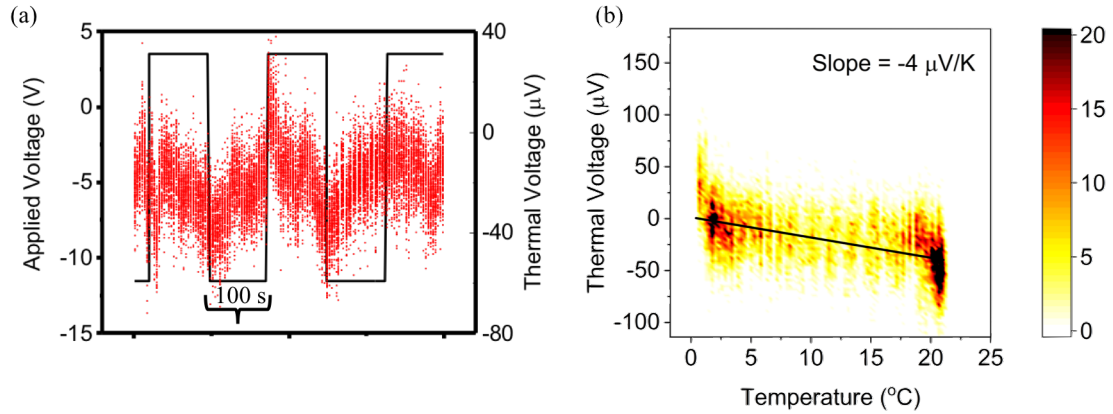 (a)
5
0
-5
-10
-15
Applied Voltage (V)
100 s
40
0
-40
-80
Thermal Voltage (μV)
(b)
Slope = -4 μV/K
150
100
50
0
-50
-100
Thermal Voltage (μV)
0 5 10 15 20 25
Temperature (°C)
20
15
10
5
0